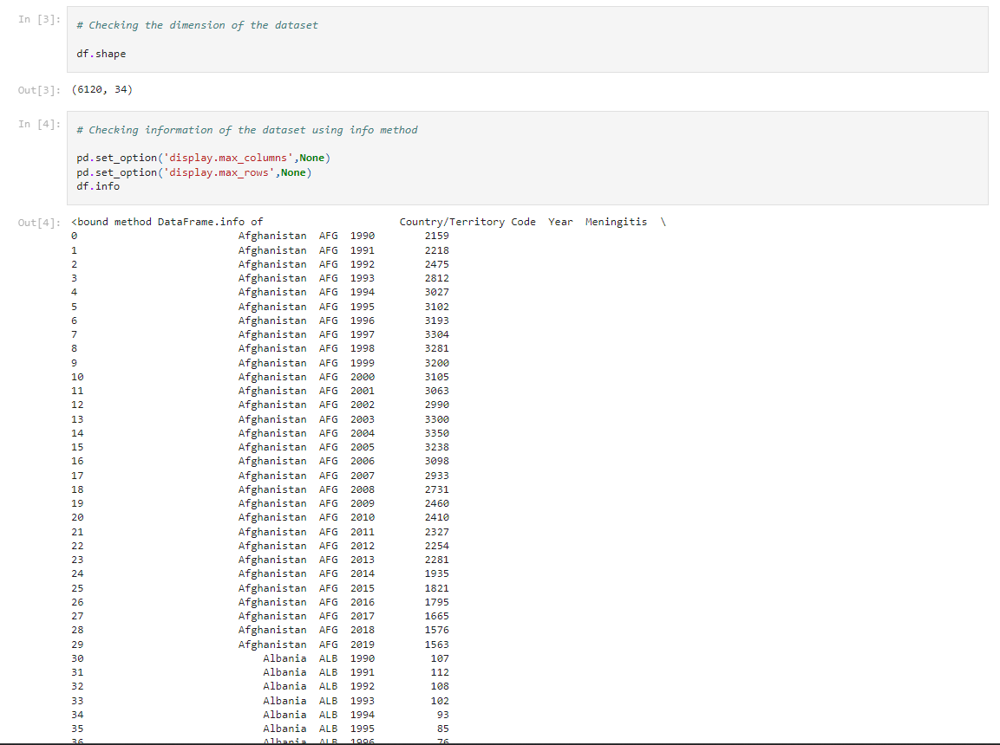 In [3]:
# Checking the dimension of the dataset
df.shape
Out[3]: (6120, 34)
In [4]:
# Checking information of the dataset using info method
pd.set_option('display.max_columns',None)
pd.set_option('display.max_rows',None)
df.info
Out[4]: <bound method DataFrame.info of Country/Territory Code Year Meningitis \
0 Afghanistan AFG 1990 2159
1 Afghanistan AFG 1991 2218
2 Afghanistan AFG 1992 2475
3 Afghanistan AFG 1993 2812
4 Afghanistan AFG 1994 3027
5 Afghanistan AFG 1995 3102
6 Afghanistan AFG 1996 3193
7 Afghanistan AFG 1997 3304
8 Afghanistan AFG 1998 3281
9 Afghanistan AFG 1999 3200
10 Afghanistan AFG 2000 3105
11 Afghanistan AFG 2001 3063
12 Afghanistan AFG 2002 2990
13 Afghanistan AFG 2003 3300
14 Afghanistan AFG 2004 3350
15 Afghanistan AFG 2005 3238
16 Afghanistan AFG 2006 3098
17 Afghanistan AFG 2007 2933
18 Afghanistan AFG 2008 2731
19 Afghanistan AFG 2009 2460
20 Afghanistan AFG 2010 2410
21 Afghanistan AFG 2011 2327
22 Afghanistan AFG 2012 2254
23 Afghanistan AFG 2013 2281
24 Afghanistan AFG 2014 1935
25 Afghanistan AFG 2015 1821
26 Afghanistan AFG 2016 1795
27 Afghanistan AFG 2017 1665
28 Afghanistan AFG 2018 1576
29 Afghanistan AFG 2019 1563
30 Albania ALB 1990 107
31 Albania ALB 1991 112
32 Albania ALB 1992 108
33 Albania ALB 1993 102
34 Albania ALB 1994 93
35 Albania ALB 1995 85
36 Albania ALB 1996 76